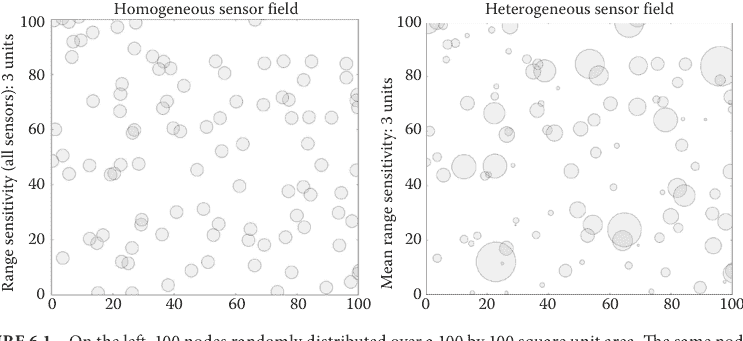 Homogeneous sensor field
Range sensitivity (all sensors): 3 units
100
80
60
40
20
0
0 20 40 60 80 100
Heterogeneous sensor field
Mean range sensitivity: 3 units
100
80
60
40
20
0
0 20 40 60 80 100
6.1 On the left, 100 nodes randomly distributed over a 100 by 100 square unit area. The same